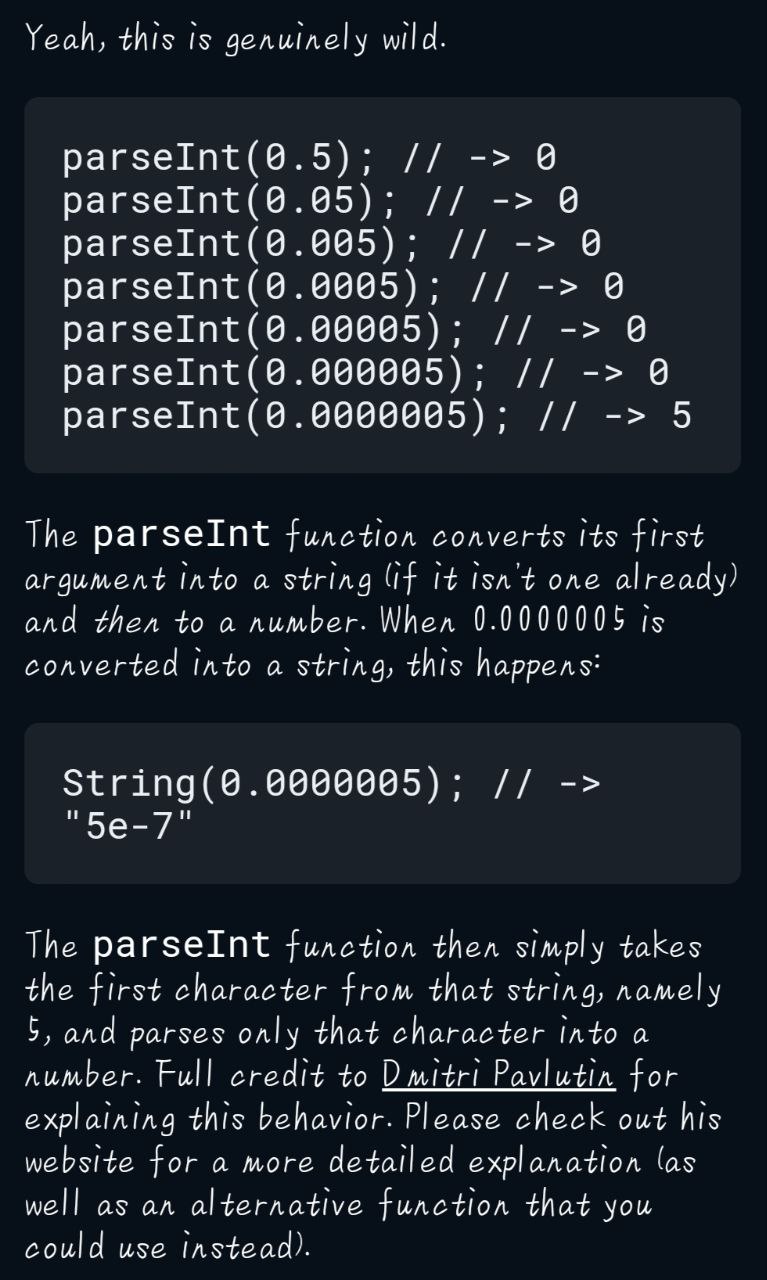 Yeah, this is genuinely wild.
parseInt(0.5); // -> 0
parseInt(0.05); // -> 0
parseInt(0.005); // -> 0
parseInt(0.0005); // -> 0
parseInt(0.00005); // -> 0
parseInt(0.000005); // -> 0
parseInt(0.0000005); // -> 5
The parseInt function converts its first
argument into a string (if it isn't one already)
and then to a number. When 0.0000005 is
converted into a string, this happens:
String(0.0000005); // ->
"5e-7"
The parseInt function then simply takes
the first character from that string, namely
5, and parses only that character into a
number. Full credit to Dmitri Pavlutin for
explaining this behavior. Please check out his
website for a more detailed explanation (as
well as an alternative function that you
could use instead).